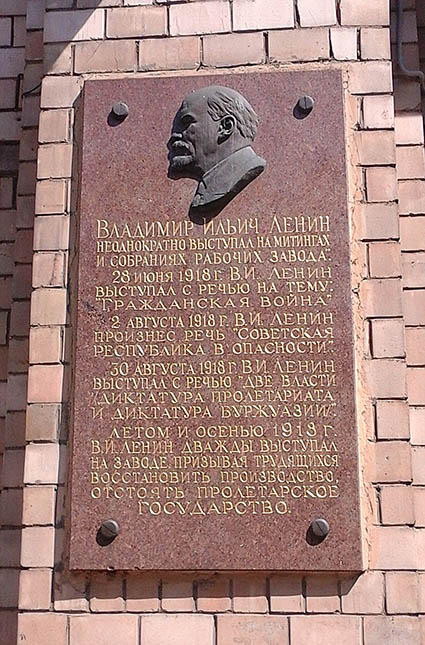 Владимир Ильич Ленин
неоднократно выступал на митингах
и собраниях рабочих завода:
28 июня 1918 г. В.И. Ленин
выступал с речью на тему:
"Гражданская война"
2 августа 1918 г. В.И. Ленин
произнес речь "Советская
республика в опасности".
30 августа 1918 г. В.И. Ленин
выступал с речью "Две власти
/диктатура пролетариата
и диктатура буржуазии/"
Летом и осенью 1918 г.
В.И. Ленин дважды выступал
на заводе, призывая трудящихся
восстановить производство,
отстоять пролетарское
государство.